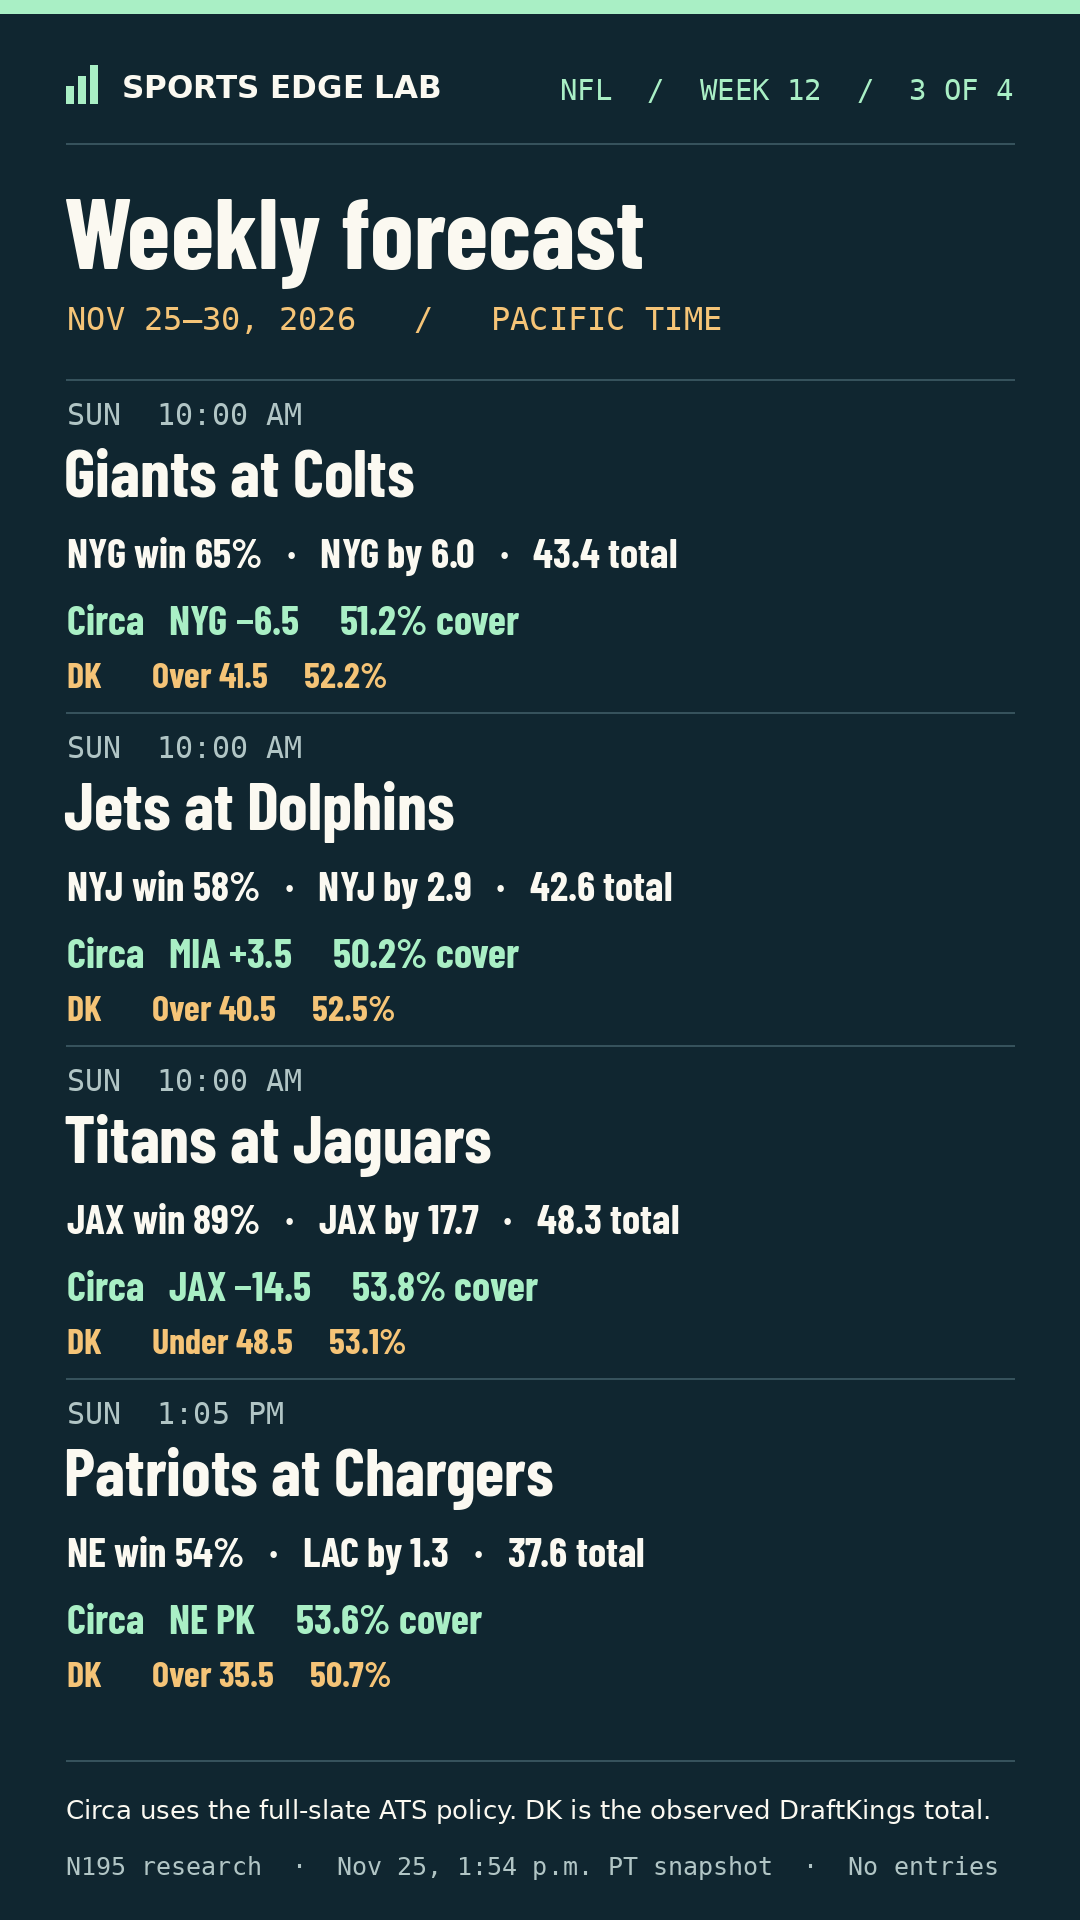 SPORTS EDGE LAB
NFL / WEEK 12 / 3 OF 4
Weekly forecast
NOV 25–30, 2026 / PACIFIC TIME
SUN 10:00 AM
Giants at Colts
NYG win 65% · NYG by 6.0 · 43.4 total
Circa NYG −6.5 51.2% cover
DK Over 41.5 52.2%
SUN 10:00 AM
Jets at Dolphins
NYJ win 58% · NYJ by 2.9 · 42.6 total
Circa MIA +3.5 50.2% cover
DK Over 40.5 52.5%
SUN 10:00 AM
Titans at Jaguars
JAX win 89% · JAX by 17.7 · 48.3 total
Circa JAX −14.5 53.8% cover
DK Under 48.5 53.1%
SUN 1:05 PM
Patriots at Chargers
NE win 54% · LAC by 1.3 · 37.6 total
Circa NE PK 53.6% cover
DK Over 35.5 50.7%
Circa uses the full-slate ATS policy. DK is the observed DraftKings total.
N195 research · Nov 25, 1:54 p.m. PT snapshot · No entries